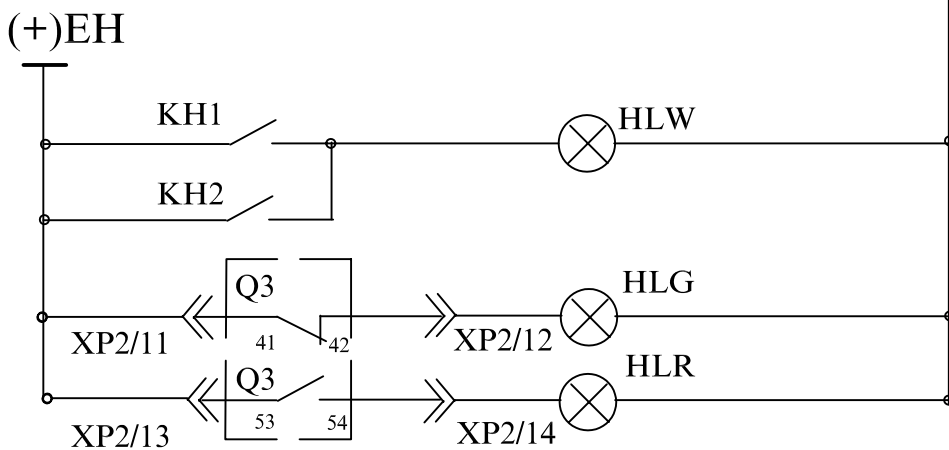 (+)EH
KH1
HLW
KH2
Q3
HLG
XP2/11
41
42
XP2/12
Q3
HLR
XP2/13
53
54
XP2/14